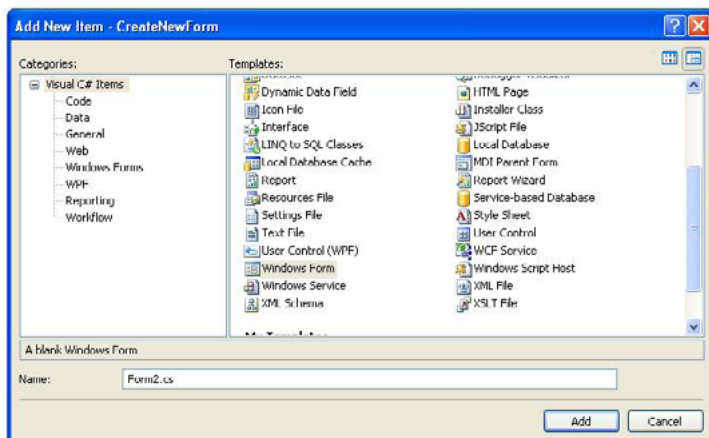 Add New Item - CreateNewForm
Categories:
Templates:
Visual C# Items
Code
Data
General
Web
Windows Forms
WPF
Reporting
Workflow
Dynamic Data Field
Icon File
Interface
LINQ to SQL Classes
Local Database Cache
Report
Resources File
Settings File
Text File
User Control (WPF)
Windows Form
Windows Service
XML Schema
HTML Page
Installer Class
JScript File
Local Database
MDI Parent Form
Report Wizard
Service-based Database
Style Sheet
User Control
WCF Service
Windows Script Host
XML File
XSLT File
A blank Windows Form
Name:
Form2.cs
Add
Cancel